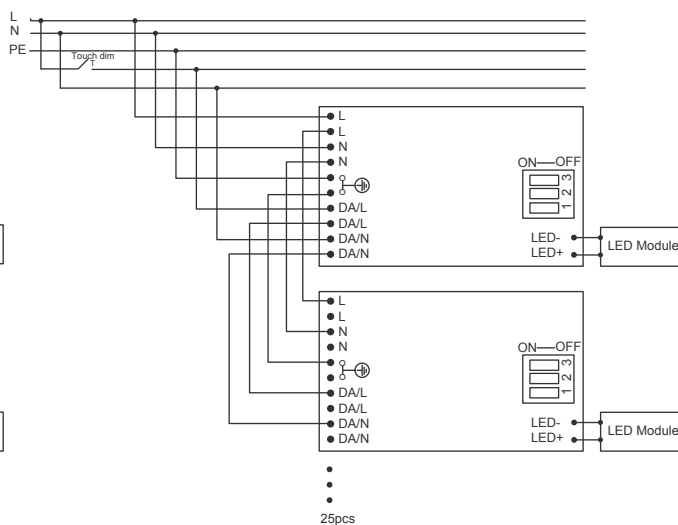 L
N
PE
Touch dim
T
L
L
N
N
DA/L
DA/L
DA/N
DA/N
ON OFF
3
2
1
LED-
LED+
LED Module
L
L
N
N
DA/L
DA/L
DA/N
DA/N
ON OFF
3
2
1
LED-
LED+
LED Module
25pcs